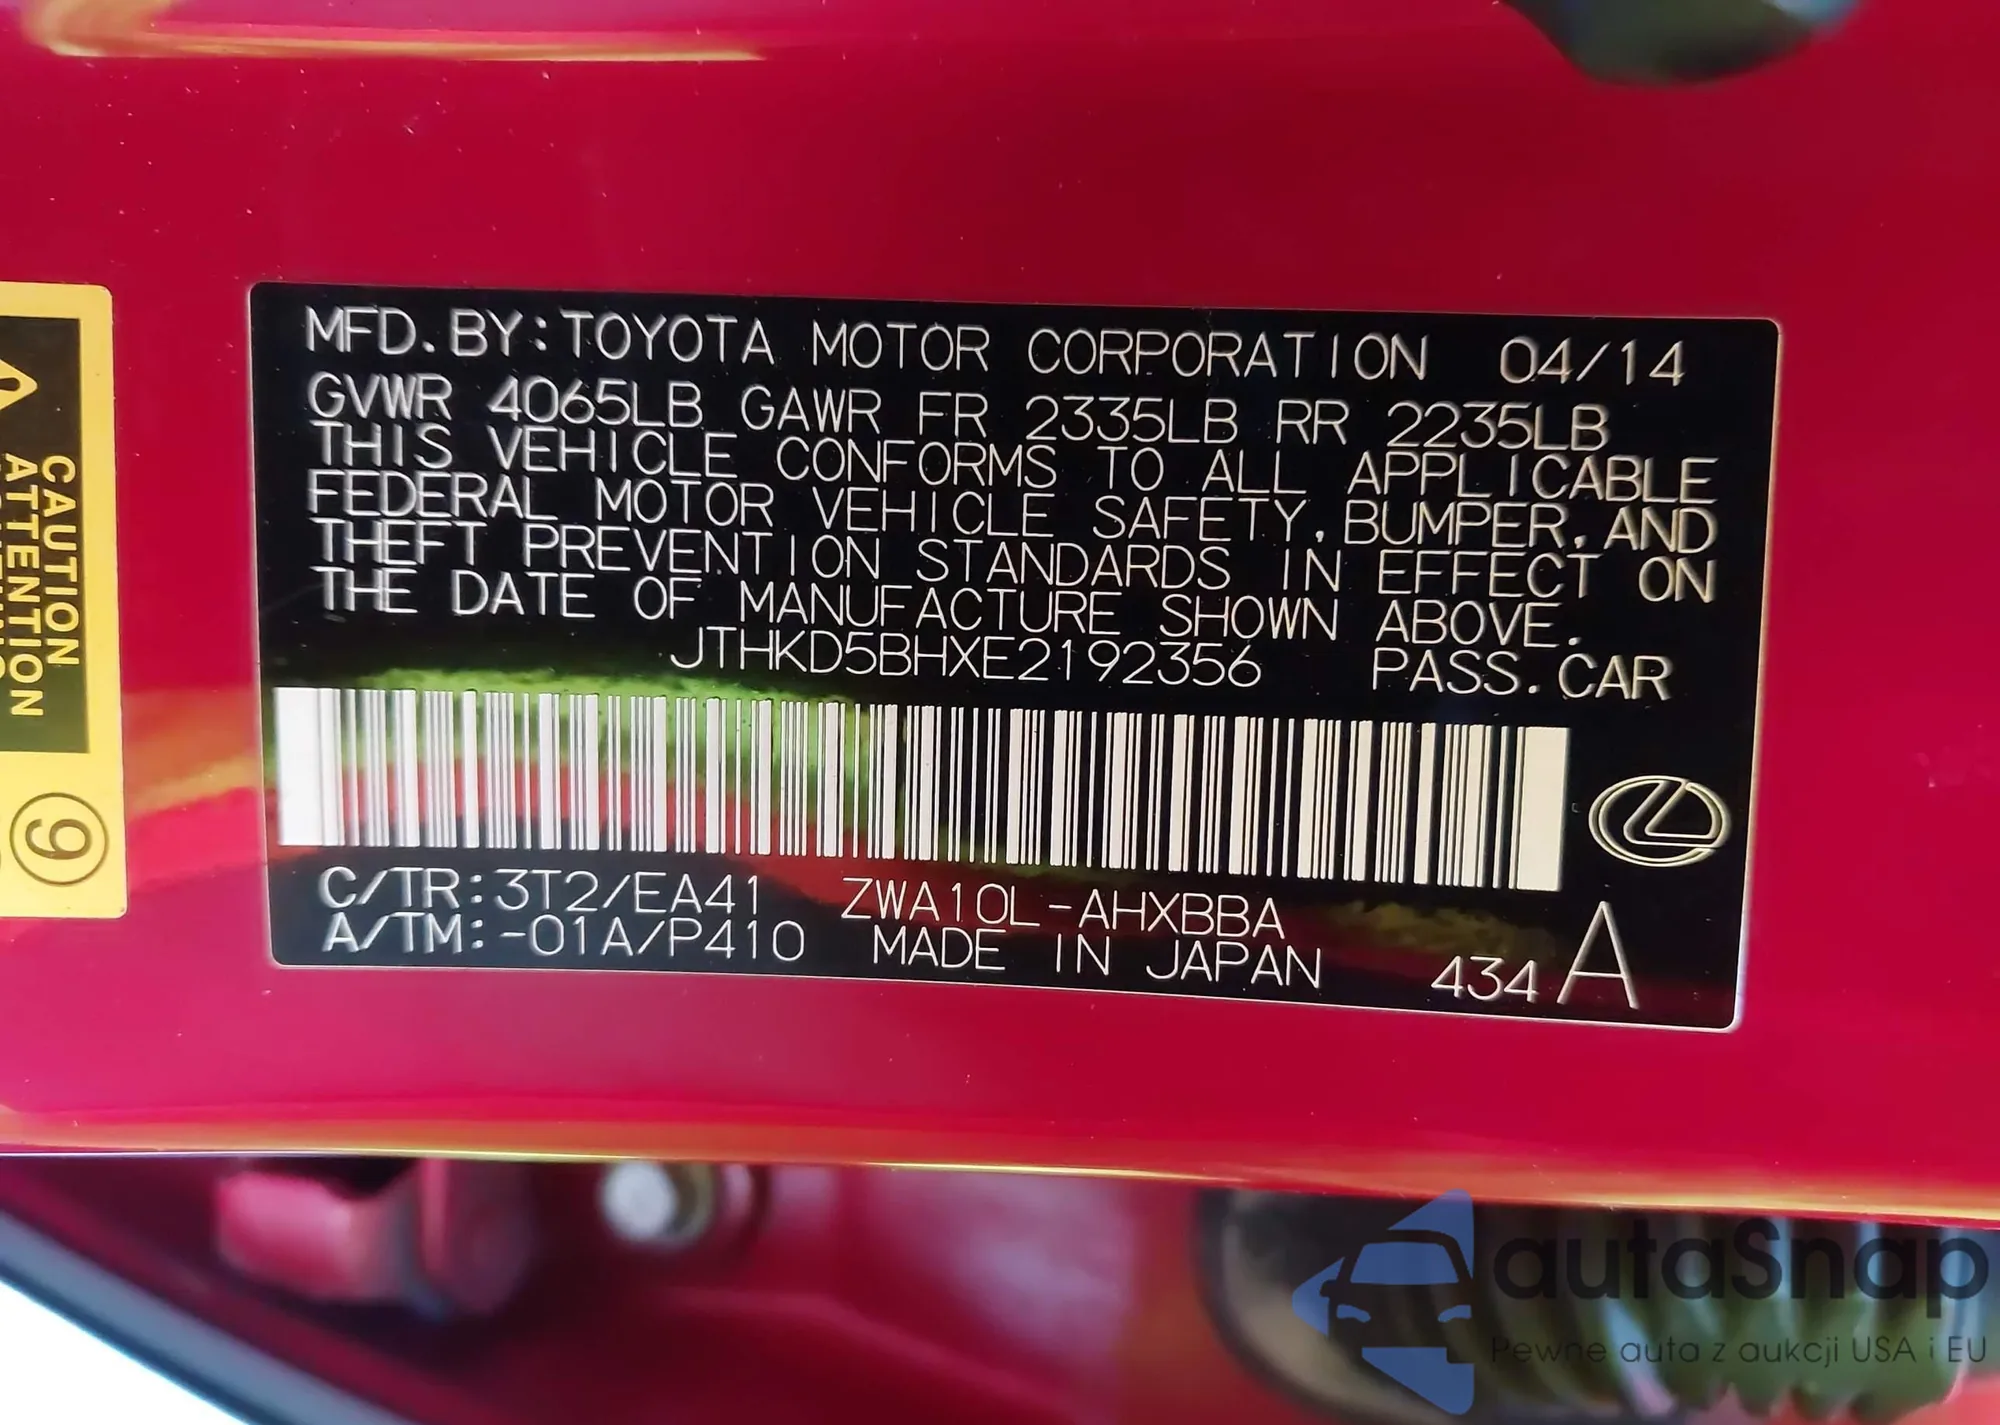 MFD. BY: TOYOTA MOTOR CORPORATION 04/14
GVWR 4065LB GAWR FR 2335LB RR 2235LB
THIS VEHICLE CONFORMS TO ALL APPLICABLE
FEDERAL MOTOR VEHICLE SAFETY, BUMPER, AND
THEFT PREVENTION STANDARDS IN EFFECT ON
THE DATE OF MANUFACTURE SHOWN ABOVE.
JTHKD5BHXE2192356 PASS. CAR
C/TR: 3T2/EA41 ZWA10L-AHXBBA
A/TM: -01A/P410 MADE IN JAPAN 434 A
CAUTION
ATTENTION
9
autaSnap
Pewne auta z aukcji USA i EU